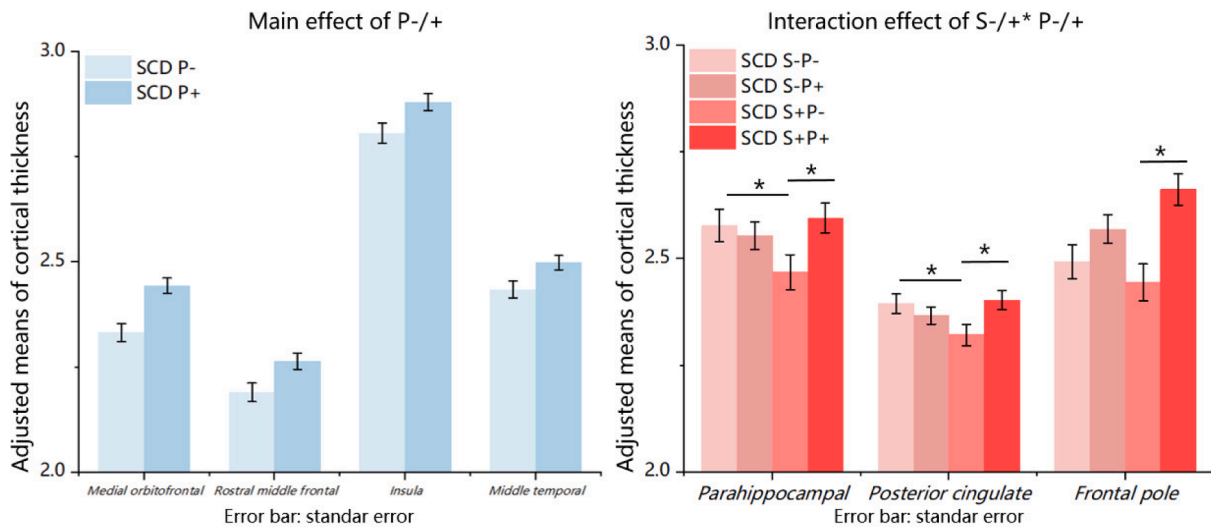 Main effect of P-/+
Adjusted means of cortical thickness
3.0
2.5
2.0
SCD P-
SCD P+
Medial orbitofrontal
Rostral middle frontal
Insula
Middle temporal
Error bar: standar error
Interaction effect of S-/+* P-/+
Adjusted means of cortical thickness
3.0
2.5
2.0
SCD S-P-
SCD S-P+
SCD S+P-
SCD S+P+
*
*
*
*
*
Parahippocampal
Posterior cingulate
Frontal pole
Error bar: standar error